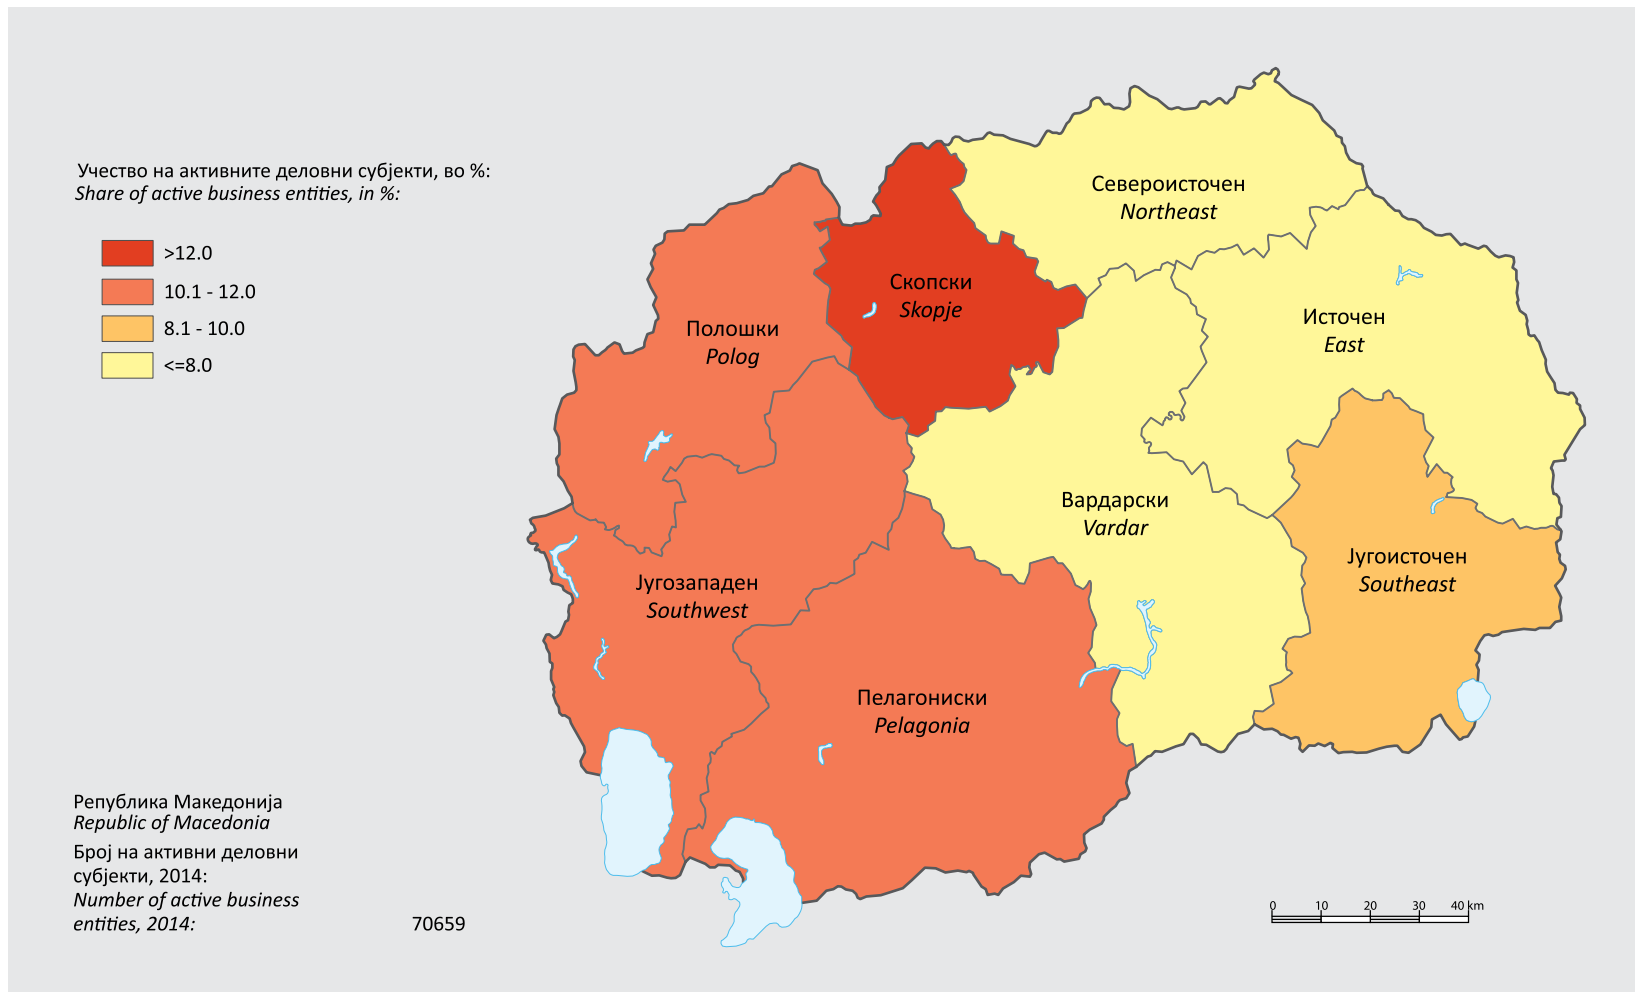 Учество на активните деловни субјекти, во %:
Share of active business entities, in %:
>12.0
10.1 - 12.0
8.1 - 10.0
<=8.0
Североисточен
Northeast
Скопски
Skopje
Источен
East
Полошки
Polog
Вардарски
Vardar
Југоисточен
Southeast
Југозападен
Southwest
Пелагониски
Pelagonia
Република Македонија
Republic of Macedonia
Број на активни деловни
субјекти, 2014:
Number of active business
entities, 2014: 70659
0 10 20 30 40 km